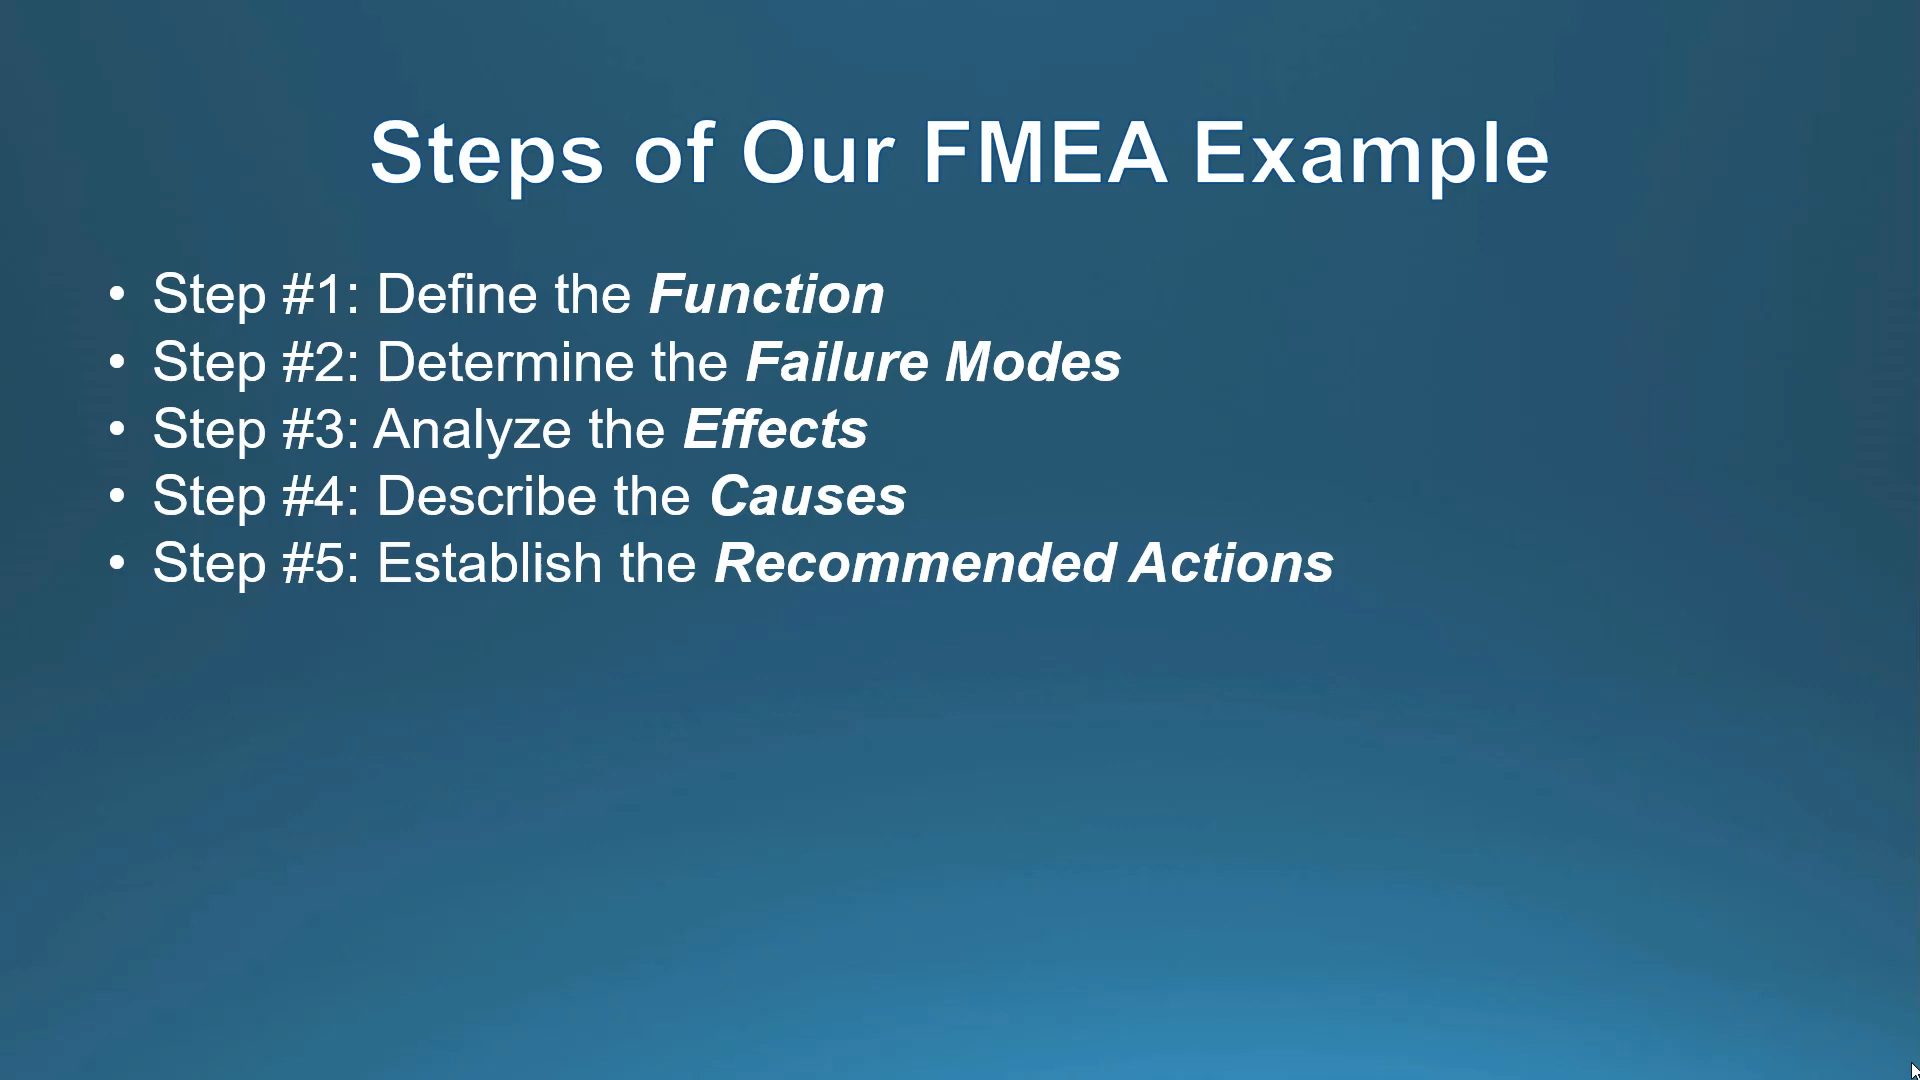 Steps of Our FMEA Example
• Step #1: Define the Function
• Step #2: Determine the Failure Modes
• Step #3: Analyze the Effects
• Step #4: Describe the Causes
• Step #5: Establish the Recommended Actions